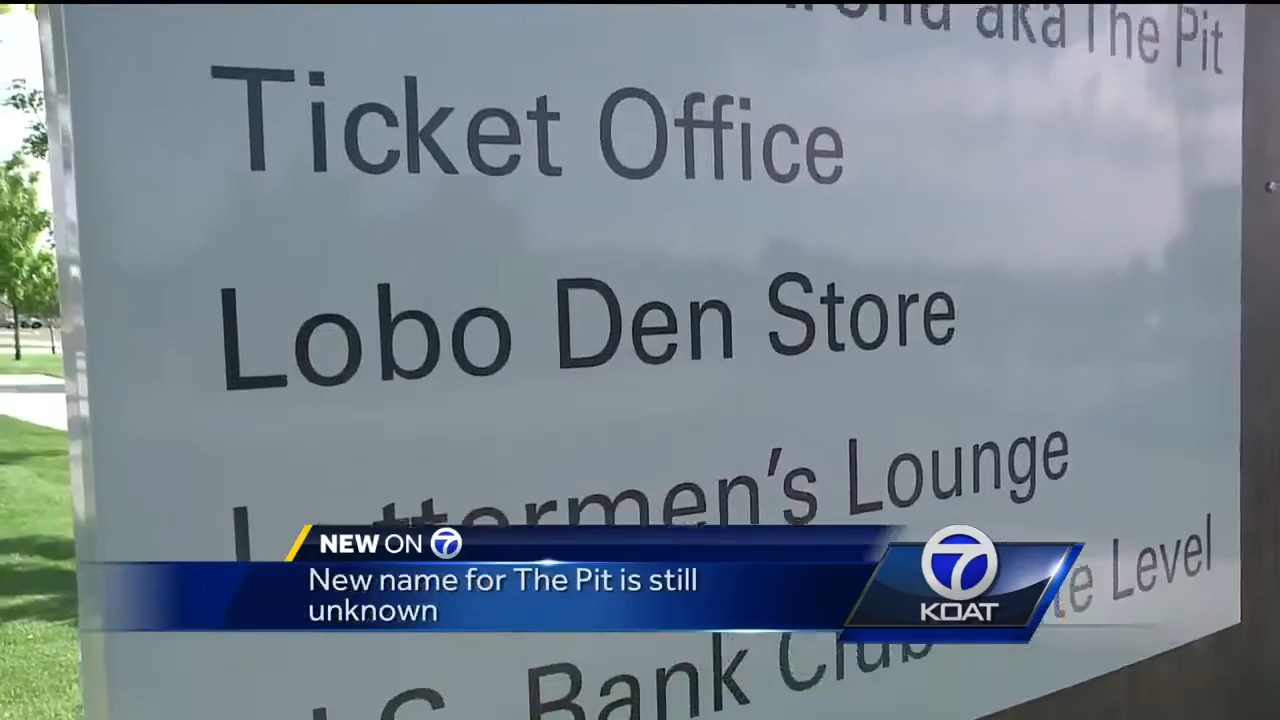 aka The Pit
Ticket Office
Lobo Den Store
Lettermen's Lounge
Level
Bank Club
NEW ON 7
New name for The Pit is still
unknown
7
KOAT